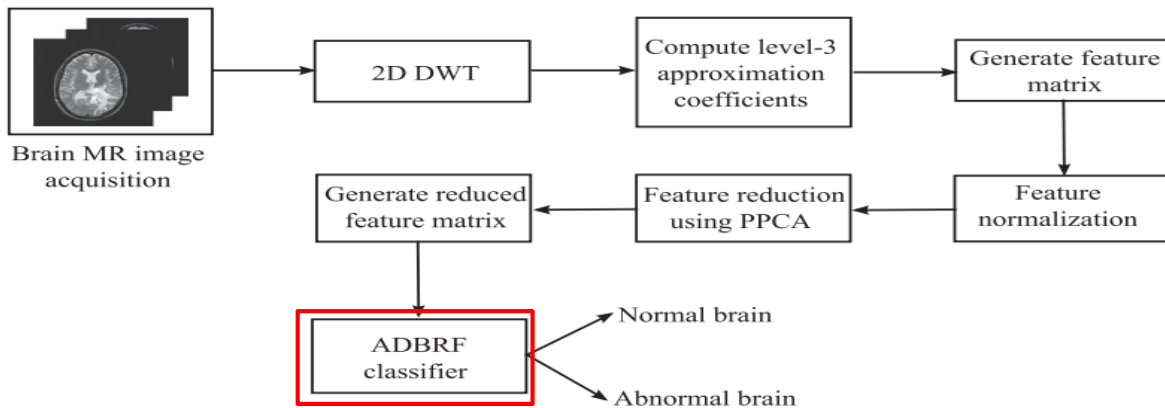 2D DWT
Compute level-3
approximation
coefficients
Generate feature
matrix
Brain MR image
acquisition
Generate reduced
feature matrix
Feature reduction
using PPCA
Feature
normalization
ADBRF
classifier
Normal brain
Abnormal brain